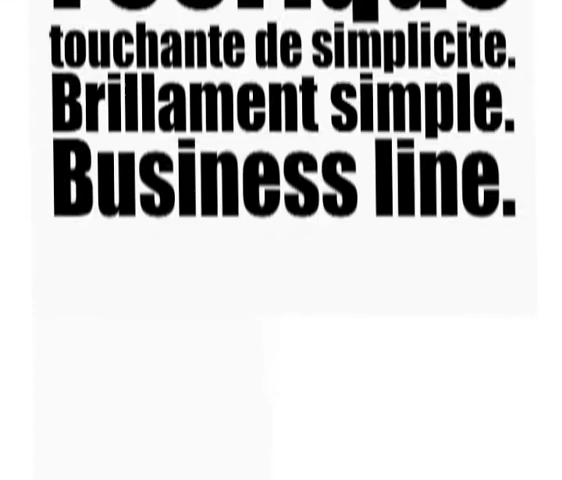 touchante de simplicite.
Brillament simple.
Business line.